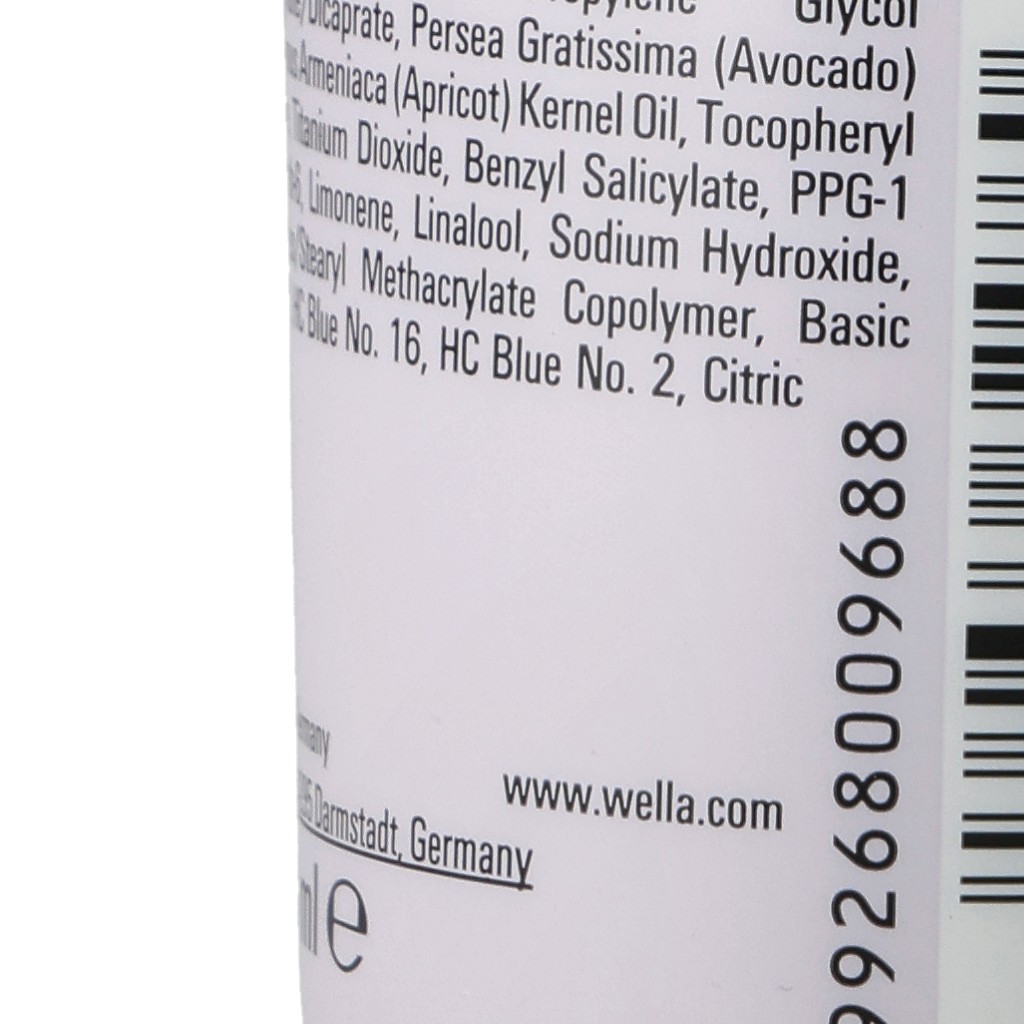 Glycol
Dicaprate, Persea Gratissima (Avocado)
Armeniaca (Apricot) Kernel Oil, Tocopheryl
Titanium Dioxide, Benzyl Salicylate, PPG-1
Limonene, Linalool, Sodium Hydroxide,
/Stearyl Methacrylate Copolymer, Basic
HC Blue No. 16, HC Blue No. 2, Citric
www.wella.com
Darmstadt, Germany
ml e
99268009688